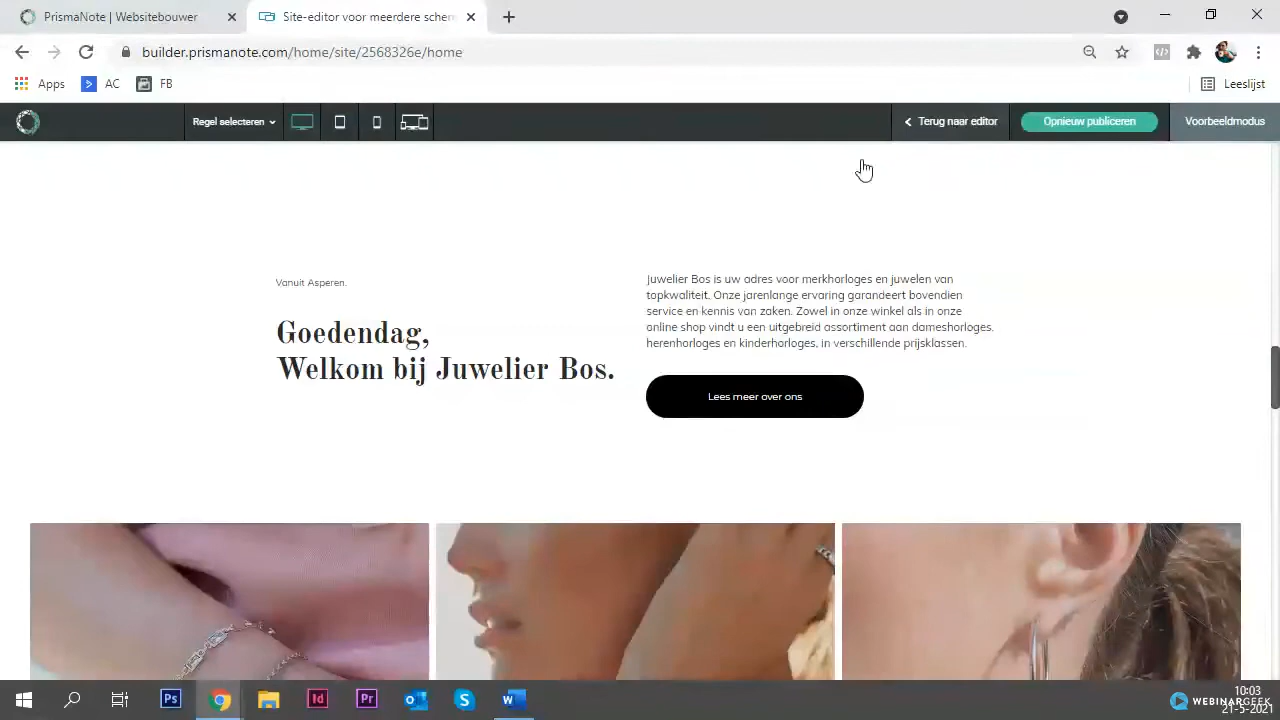 PrismaNote | Websitebouwer
Site-editor voor meerdere scher
builder.prismanote.com/home/site/2568326e/home
Apps AC FB Leeslijst
Regel selecteren Terug naar editor Opnieuw publiceren Voorbeeldmodus
Vanuit Asperen.
Goedendag,
Welkom bij Juwelier Bos.
Juwelier Bos is uw adres voor merkhorloges en juwelen van
topkwaliteit. Onze jarenlange ervaring garandeert bovendien
service en kennis van zaken. Zowel in onze winkel als in onze
online shop vindt u een uitgebreid assortiment aan dameshorloges,
herenhorloges en kinderhorloges, in verschillende prijsklassen.
Lees meer over ons
Ps Id Pr W
10:03
WEBINARGEEK
21-5-2021